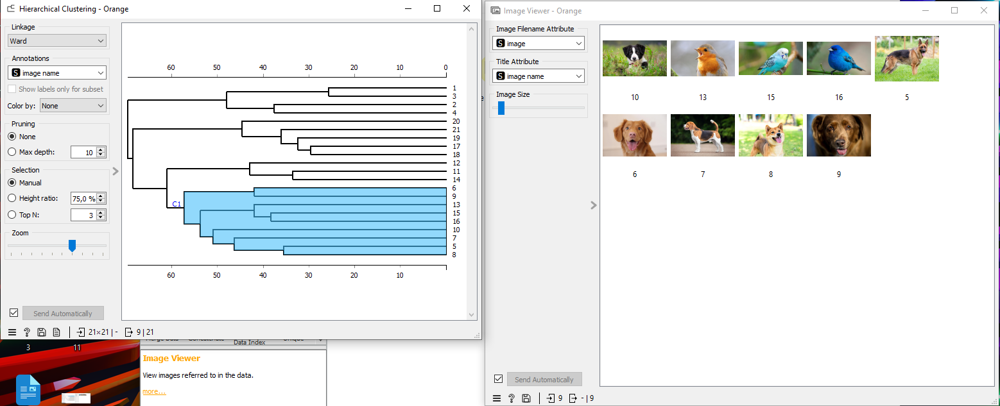 Hierarchical Clustering - Orange
Linkage
Ward
Annotations
S image name
Show labels only for subset
Color by: None
Pruning
None
Max depth: 10
Selection
Manual
Height ratio: 75,0 %
Top N: 3
Zoom
Send Automatically
21×21 | - 9 | 21
60 50 40 30 20 10 0
1
3
2
4
20
21
19
17
18
12
11
14
C1
6
9
13
15
16
10
7
5
8
60 50 40 30 20 10
3 11
Data Index
Image Viewer
View images referred to in the data.
more...
Image Viewer - Orange
Image Filename Attribute
S image
Title Attribute
S image name
Image Size
Send Automatically
9 - | 9
10 13 15 16 5
6 7 8 9